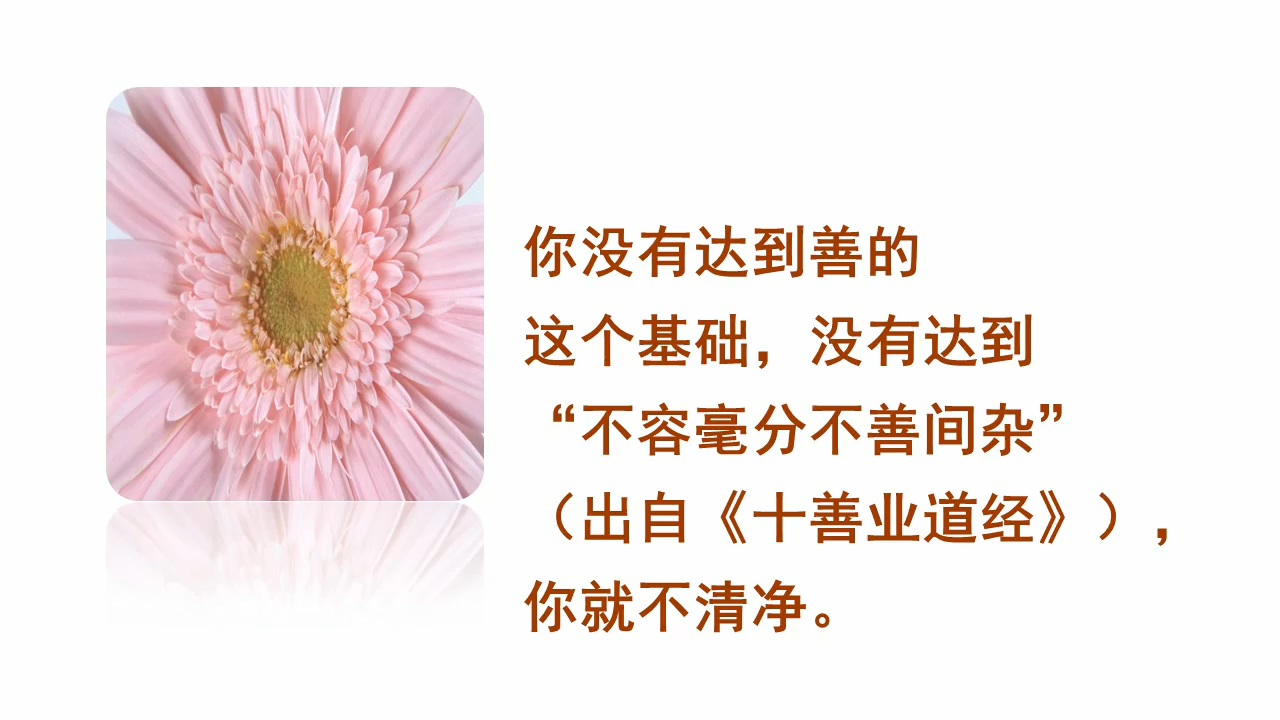 你没有达到善的
这个基础，没有达到
“不容毫分不善间杂”
（出自《十善业道经》），
你就不清净。